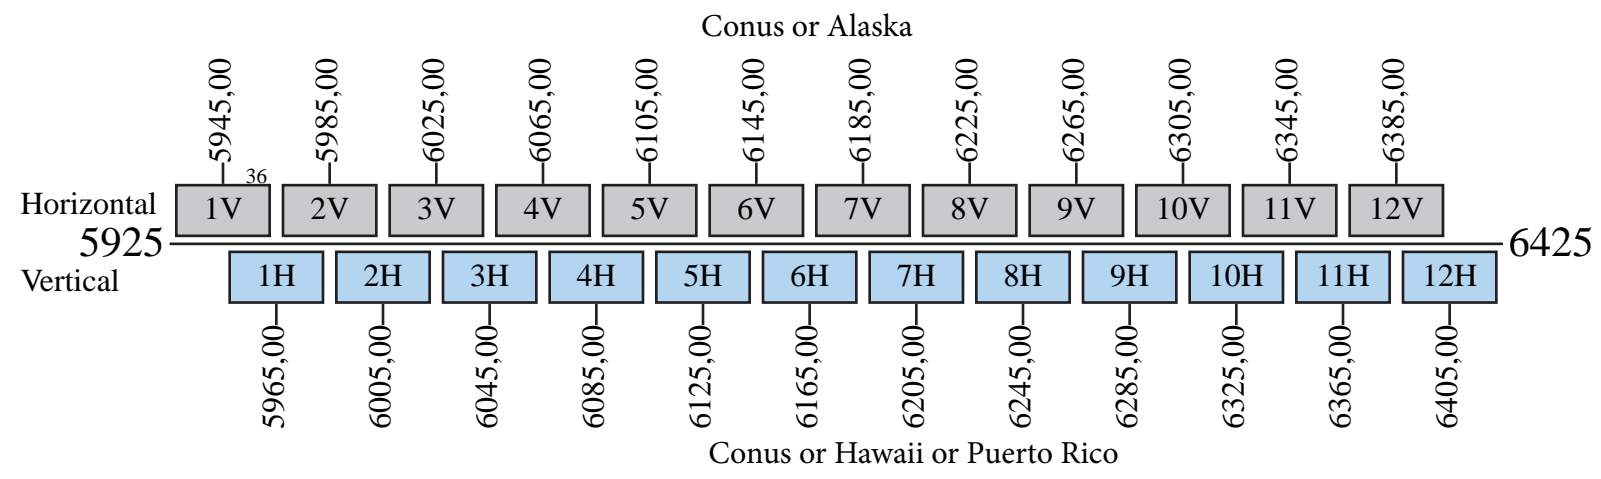 Conus or Alaska
5945,00 5985,00 6025,00 6065,00 6105,00 6145,00 6185,00 6225,00 6265,00 6305,00 6345,00 6385,00
36
Horizontal 1V 2V 3V 4V 5V 6V 7V 8V 9V 10V 11V 12V
5925 6425
Vertical 1H 2H 3H 4H 5H 6H 7H 8H 9H 10H 11H 12H
5965,00 6005,00 6045,00 6085,00 6125,00 6165,00 6205,00 6245,00 6285,00 6325,00 6365,00 6405,00
Conus or Hawaii or Puerto Rico